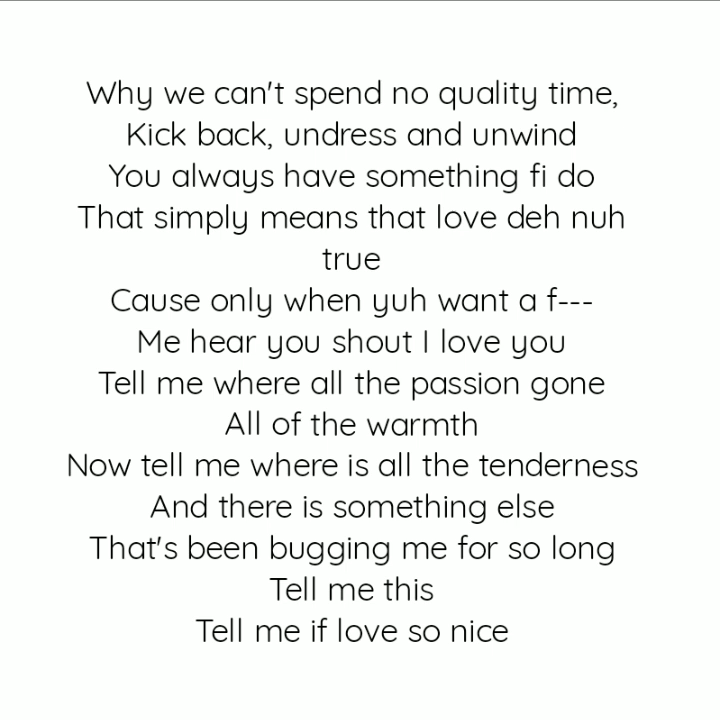 Why we can't spend no quality time,
Kick back, undress and unwind
You always have something fi do
That simply means that love deh nuh
true
Cause only when yuh want a f---
Me hear you shout I love you
Tell me where all the passion gone
All of the warmth
Now tell me where is all the tenderness
And there is something else
That's been bugging me for so long
Tell me this
Tell me if love so nice